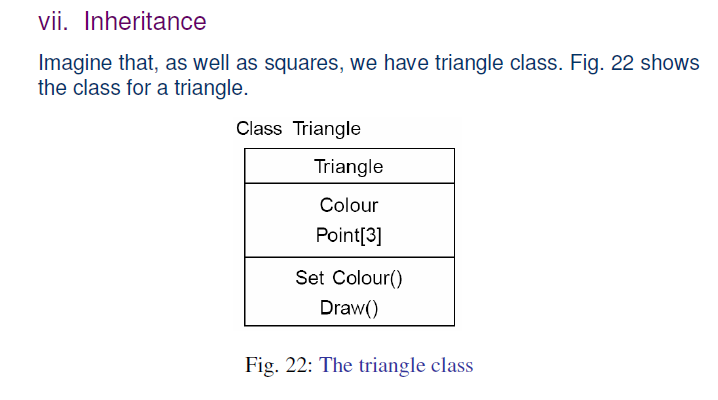 vii. Inheritance
Imagine that, as well as squares, we have triangle class. Fig. 22 shows
the class for a triangle.
Class Triangle
Triangle
Colour
Point[3]
Set Colour()
Draw()
Fig. 22: The triangle class